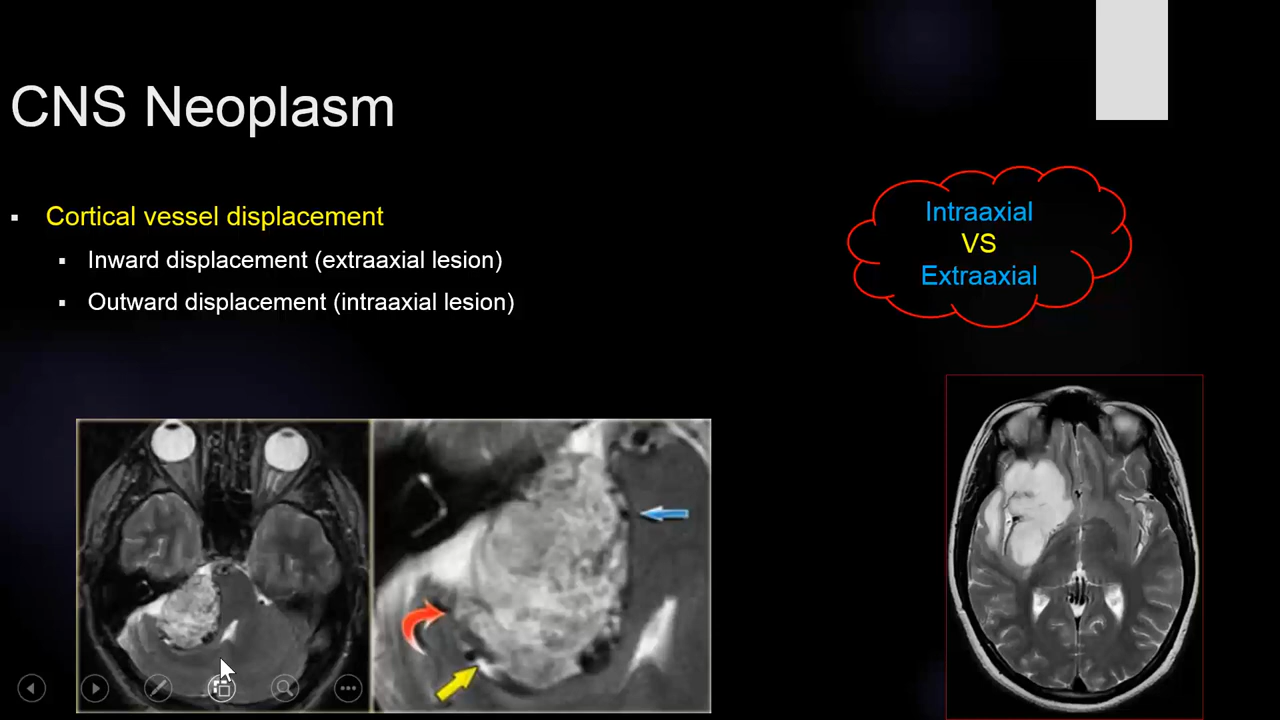 CNS Neoplasm
Cortical vessel displacement
Inward displacement (extraaxial lesion)
Outward displacement (intraaxial lesion)
Intraaxial
VS
Extraaxial